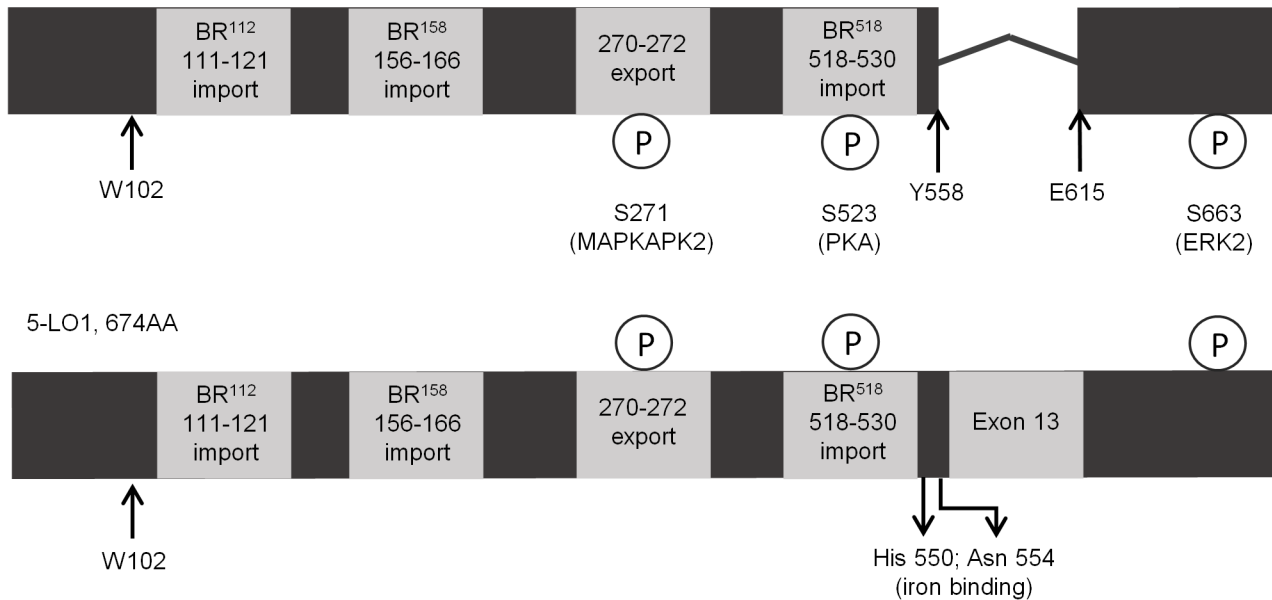 BR¹¹²
111-121
import
BR¹⁵⁸
156-166
import
270-272
export
BR⁵¹⁸
518-530
import
W102
P
P
P
Y558
E615
S271
(MAPKAPK2)
S523
(PKA)
S663
(ERK2)
5-LO1, 674AA
P
P
P
BR¹¹²
111-121
import
BR¹⁵⁸
156-166
import
270-272
export
BR⁵¹⁸
518-530
import
Exon 13
W102
His 550; Asn 554
(iron binding)